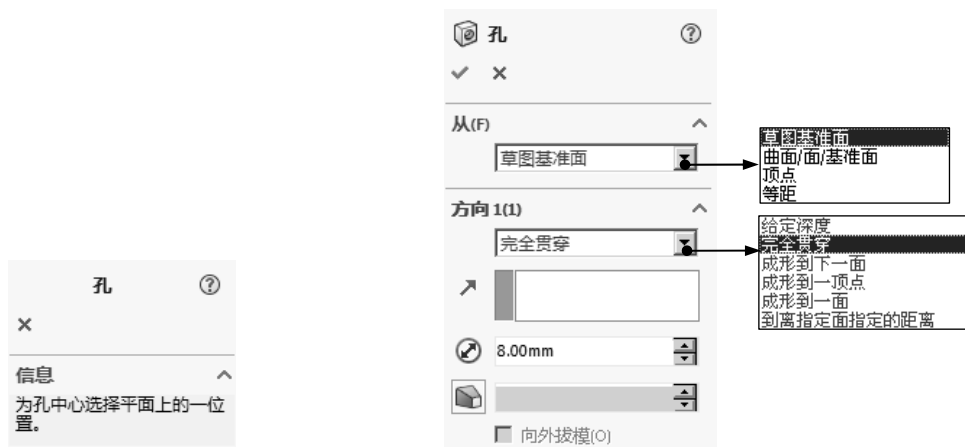 孔
信息
为孔中心选择平面上的一位
置。
孔
从(F)
草图基准面
方向 1(1)
完全贯穿
8.00mm
向外拔模(O)
草图基准面
曲面/面/基准面
顶点
等距
给定深度
完全贯穿
成形到下一面
成形到一顶点
成形到一面
到离指定面指定的距离